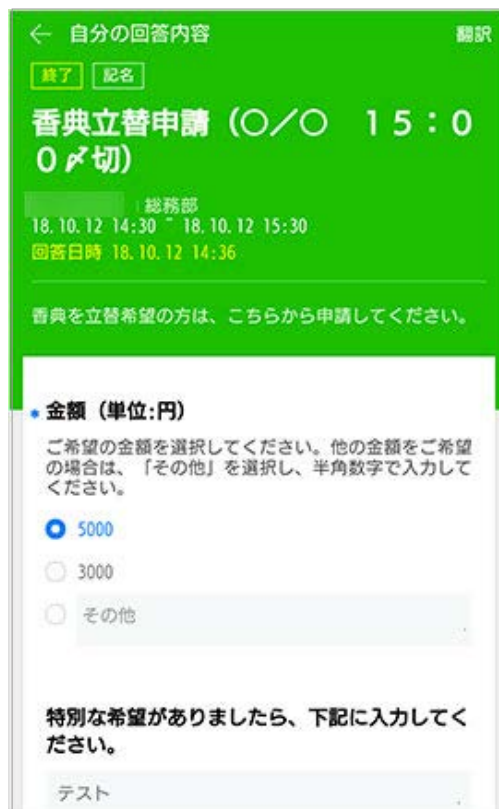 ← 自分の回答内容 翻訳
終了 記名
香典立替申請（○／○　１５：０
０〆切）
総務部
18.10.12 14:30 ~ 18.10.12 15:30
回答日時 18.10.12 14:36
香典を立替希望の方は、こちらから申請してください。
* 金額（単位:円）
ご希望の金額を選択してください。他の金額をご希望
の場合は、「その他」を選択し、半角数字で入力して
ください。
5000
3000
その他
特別な希望がありましたら、下記に入力してく
ださい。
テスト